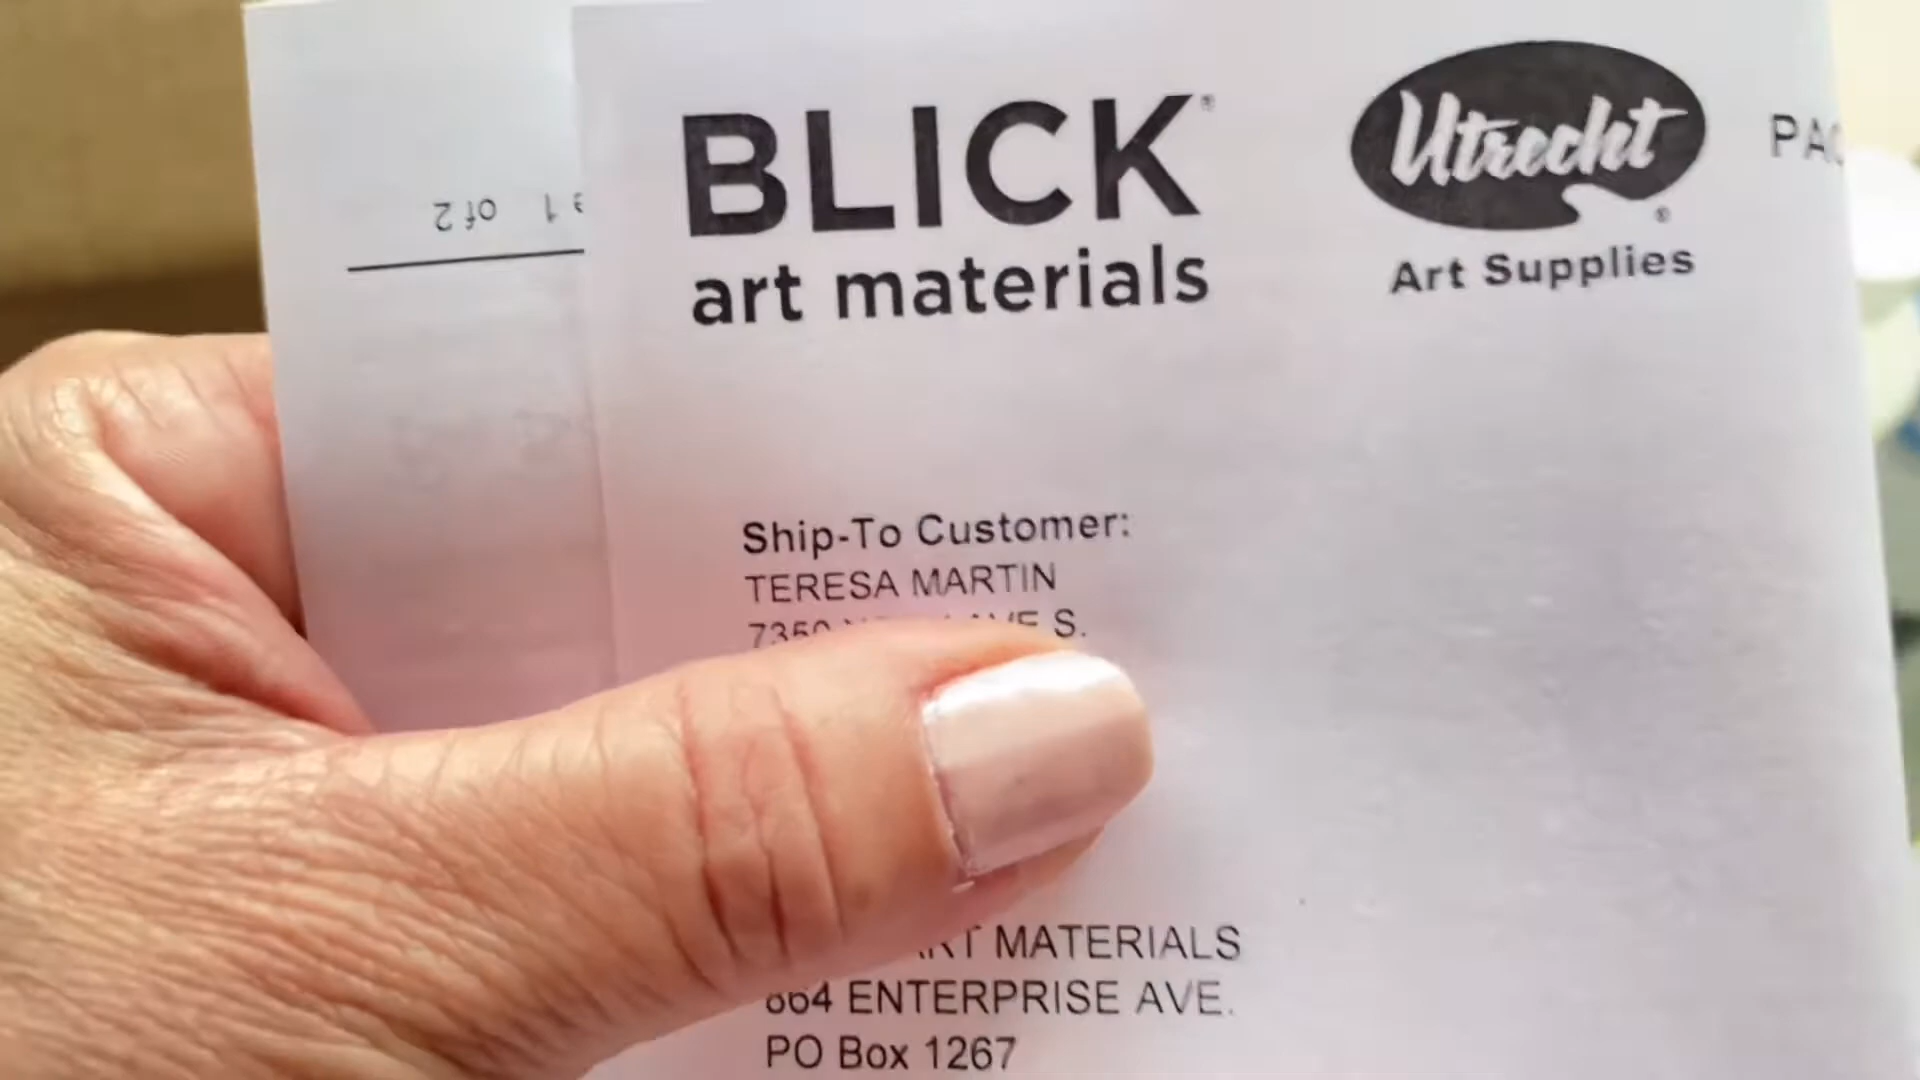 BLICK®
art materials
Utrecht®
Art Supplies
1 of 2
Ship-To Customer:
TERESA MARTIN
S.
MATERIALS
ENTERPRISE AVE.
PO Box 1267